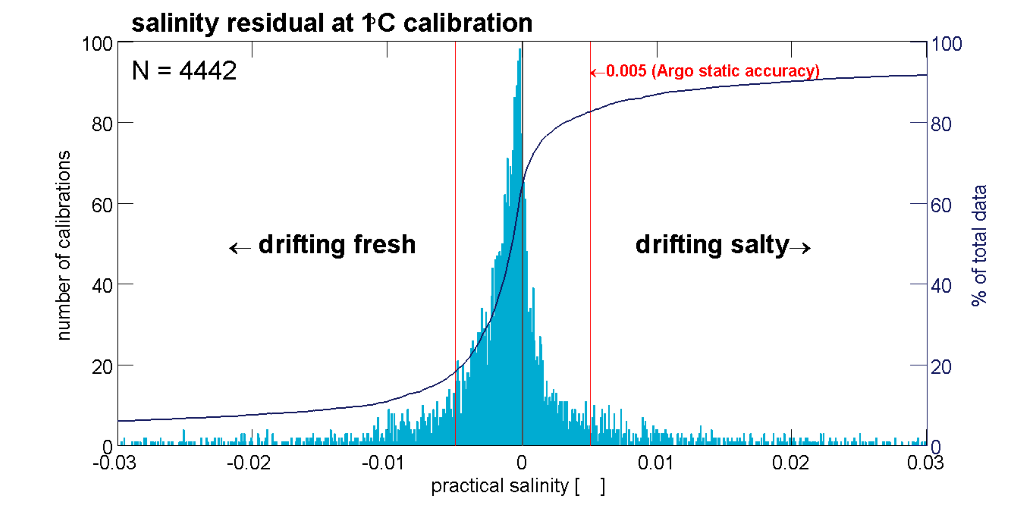 salinity residual at 1°C calibration
N = 4442
←0.005 (Argo static accuracy)
← drifting fresh
drifting salty→
number of calibrations
% of total data
100
80
60
40
20
0
100
80
60
40
20
0
-0.03
-0.02
-0.01
0
0.01
0.02
0.03
practical salinity [ ]